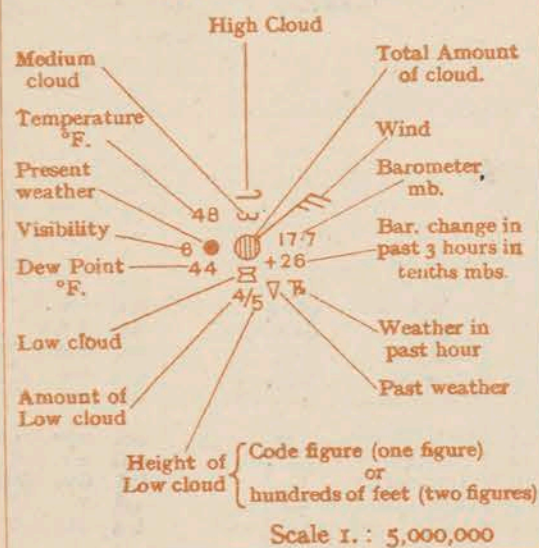 High Cloud
Medium
cloud
Total Amount
of cloud.
Temperature
°F.
Wind
Present
weather
Barometer
mb.
48
Visibility
6
17.7
Bar. change in
past 3 hours in
tenths mbs.
Dew Point
°F.
44
+26
4/5
Low cloud
Weather in
past hour
Amount of
Low cloud
Past weather
Height of
Low cloud
Code figure (one figure)
or
hundreds of feet (two figures)
Scale 1. : 5,000,000